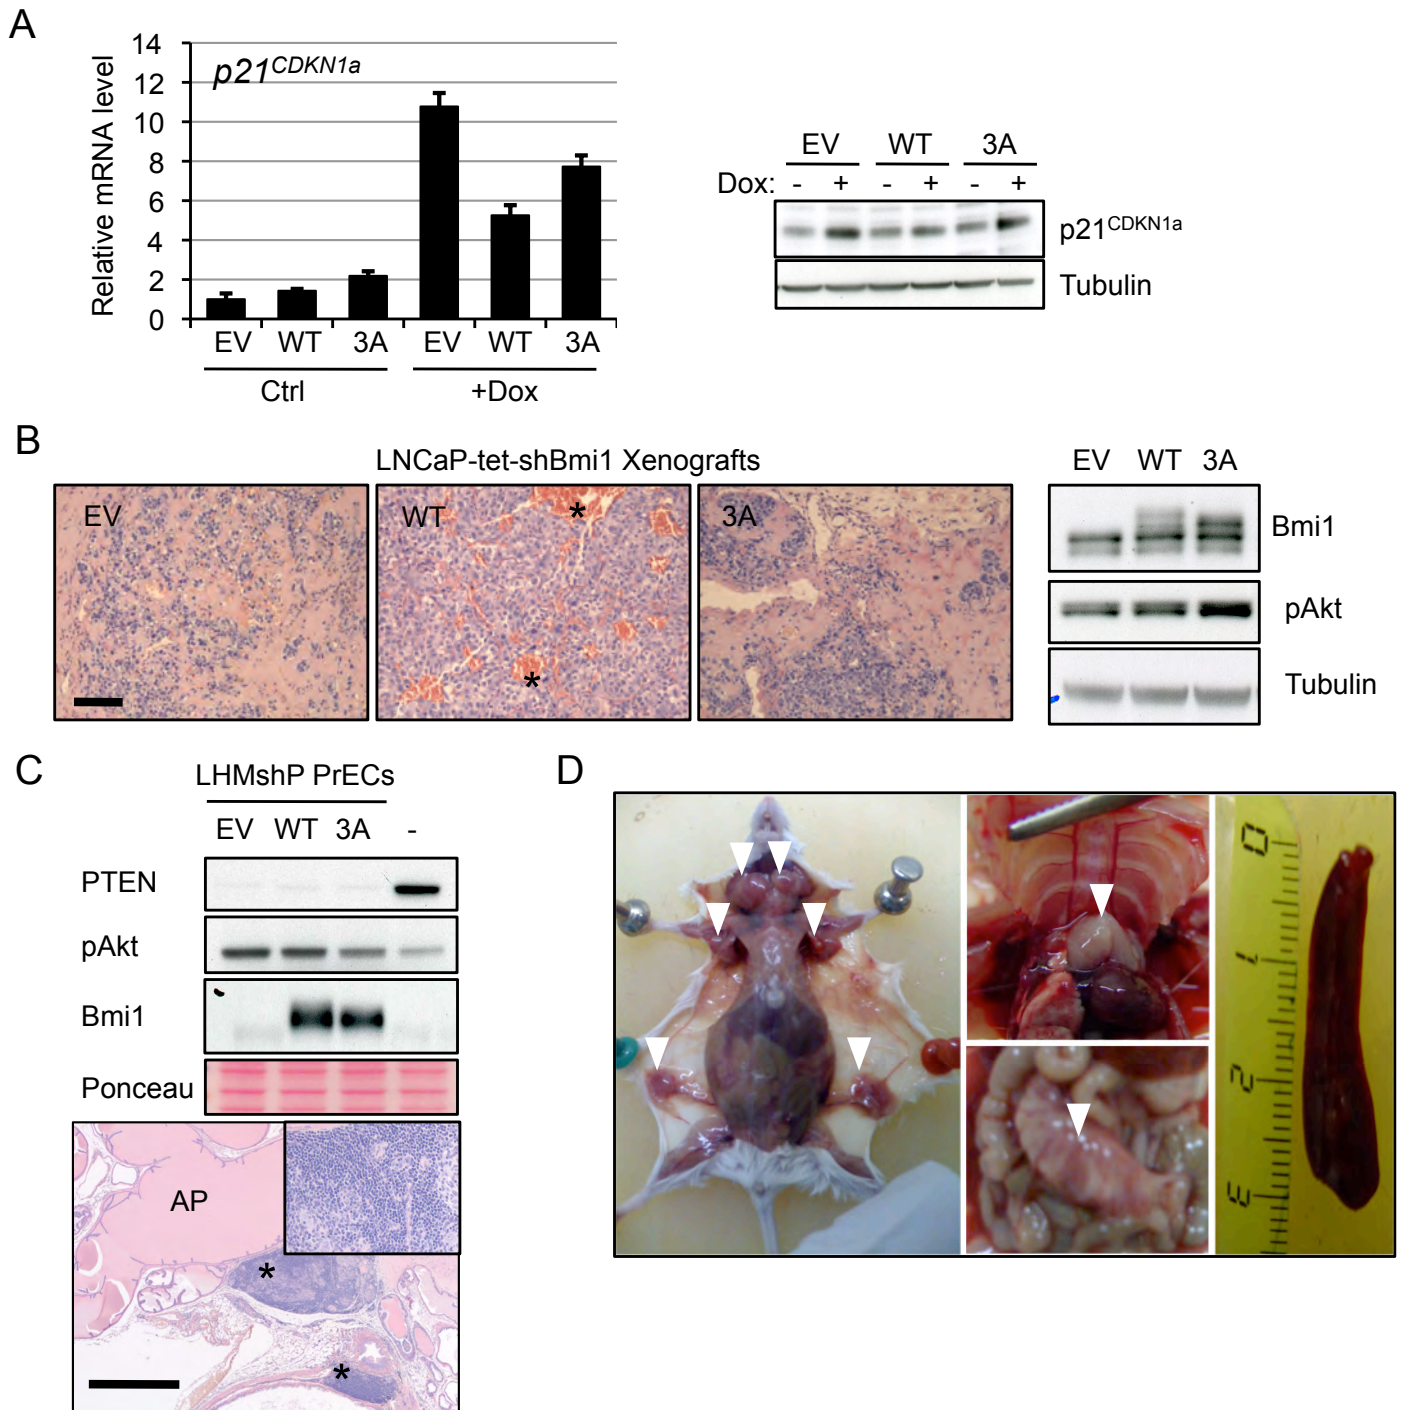 A
14
12
10
8
6
4
2
0
Relative mRNA level
p21CDKN1a
EV WT 3A EV WT 3A
Ctrl +Dox
EV WT 3A
Dox: - + - + - +
p21CDKN1a
Tubulin
B
LNCaP-tet-shBmi1 Xenografts
EV
WT
*
*
3A
EV WT 3A
Bmi1
pAkt
Tubulin
C
LHMshP PrECs
EV WT 3A -
PTEN
pAkt
Bmi1
Ponceau
AP
*
*
D
0
1
2
3